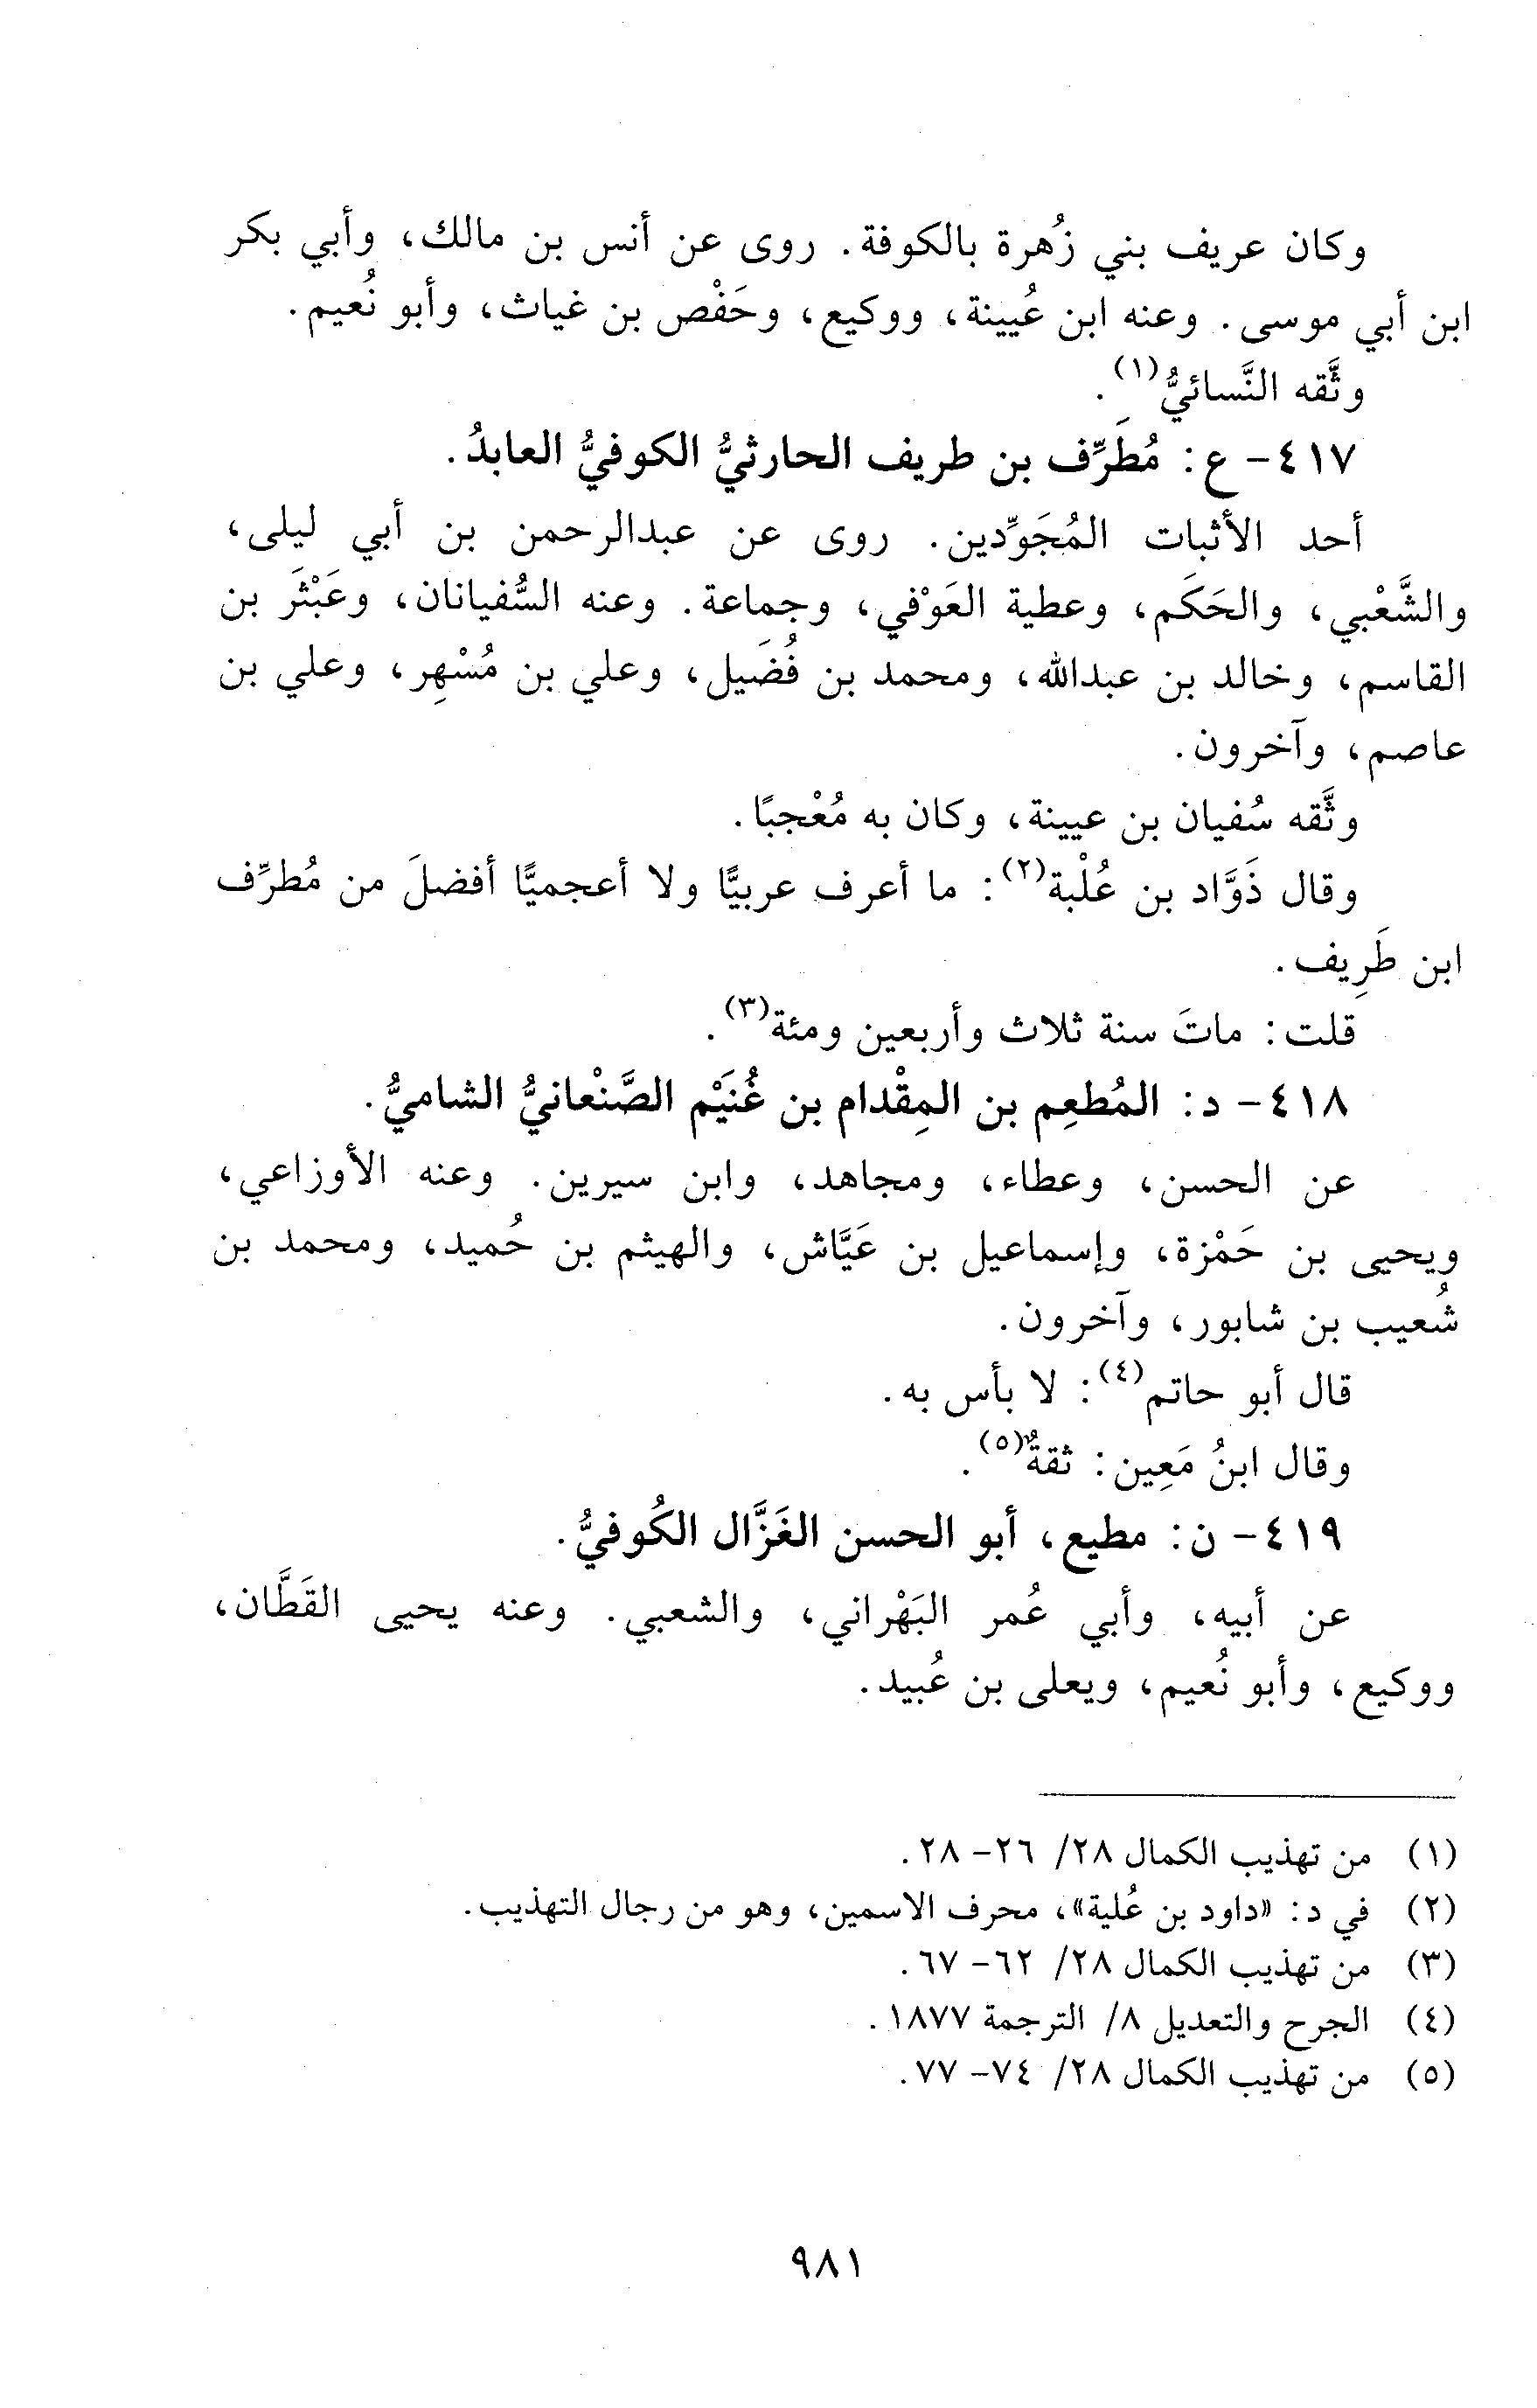 وكان عريف بني زُهرة بالكوفة. روى عن أنس بن مالك، وأبي بكر
ابن أبي موسى. وعنه ابن عُيينة، ووكيع، وحَفْص بن غياث، وأبو نُعيم.
وثَّقه النَّسائيُّ(١).
٤١٧- ع: مُطَرِّف بن طريف الحارثيُّ الكوفيُّ العابدُ.
أحد الأثبات المُجَوِّدين. روى عن عبدالرحمن بن أبي ليلى،
والشَّعْبي، والحَكَم، وعطية العَوْفي، وجماعة. وعنه السُّفيانان، وعَبْثَر بن
القاسم، وخالد بن عبدالله، ومحمد بن فُضَيل، وعلي بن مُسْهِر، وعلي بن
عاصم، وآخرون.
وثَّقه سُفيان بن عيينة، وكان به مُعْجبًا.
وقال ذَوَّاد بن عُلْبة(٢): ما أعرف عربيًّا ولا أعجميًّا أفضلَ من مُطرِّف
ابن طَرِيف.
قلت: ماتَ سنة ثلاث وأربعين ومئة(٣).
٤١٨- د: المُطعِم بن المِقْدام بن غُنَيْم الصَّنْعانيُّ الشاميُّ.
عن الحسن، وعطاء، ومجاهد، وابن سيرين. وعنه الأوزاعي،
ويحيى بن حَمْزة، وإسماعيل بن عَيَّاش، والهيثم بن حُميد، ومحمد بن
شُعيب بن شابور، وآخرون.
قال أبو حاتم(٤): لا بأس به.
وقال ابنُ مَعِين: ثقةٌ(٥).
٤١٩- ن: مطيع، أبو الحسن الغَزَّال الكُوفيُّ.
عن أبيه، وأبي عُمر البَهْراني، والشعبي. وعنه يحيى القَطَّان،
ووكيع، وأبو نُعيم، ويعلى بن عُبيد.
(١) من تهذيب الكمال ٢٨/ ٢٦- ٢٨.
(٢) في د: «داود بن عُلية»، محرف الاسمين، وهو من رجال التهذيب.
(٣) من تهذيب الكمال ٢٨/ ٦٢- ٦٧.
(٤) الجرح والتعديل ٨/ الترجمة ١٨٧٧.
(٥) من تهذيب الكمال ٢٨/ ٧٤- ٧٧.
٩٨١